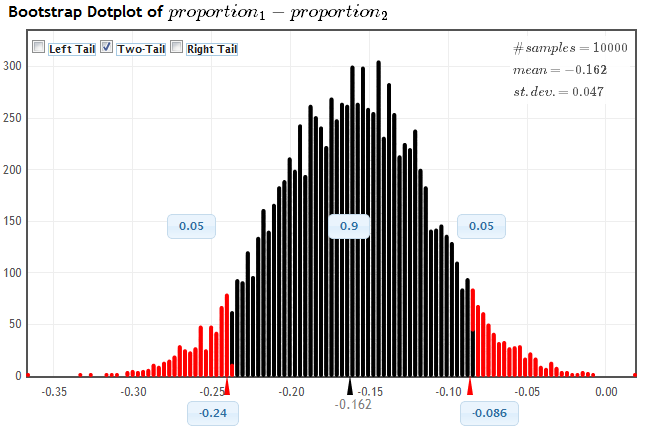 Bootstrap Dotplot of proportion₁ − proportion₂
Left Tail Two-Tail Right Tail
# samples = 10000
mean = −0.162
st.dev. = 0.047
300
250
200
150
100
50
0
0.05 0.9 0.05
-0.35 -0.30 -0.25 -0.20 -0.15 -0.10 -0.05 0.00
-0.162
-0.24 -0.086